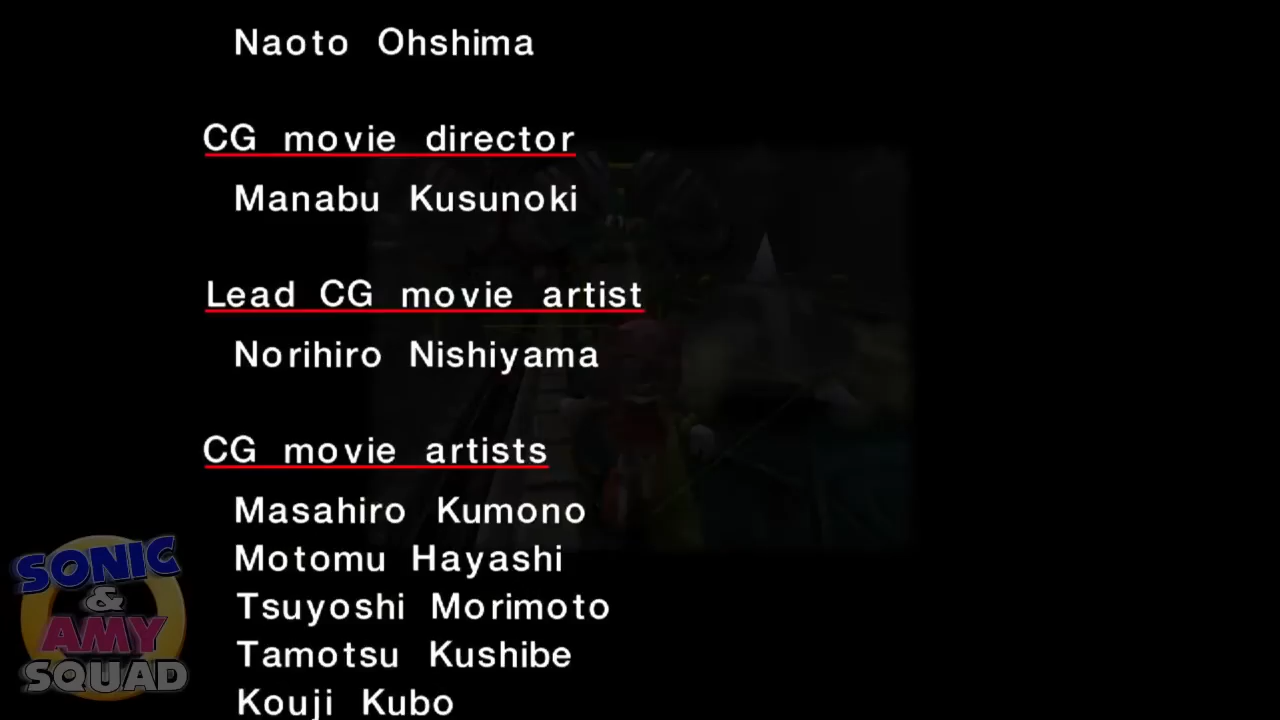 Naoto Ohshima
CG movie director
Manabu Kusunoki
Lead CG movie artist
Norihiro Nishiyama
CG movie artists
Masahiro Kumono
Motomu Hayashi
Tsuyoshi Morimoto
Tamotsu Kushibe
Kouji Kubo
SONIC
&
AMY
SQUAD